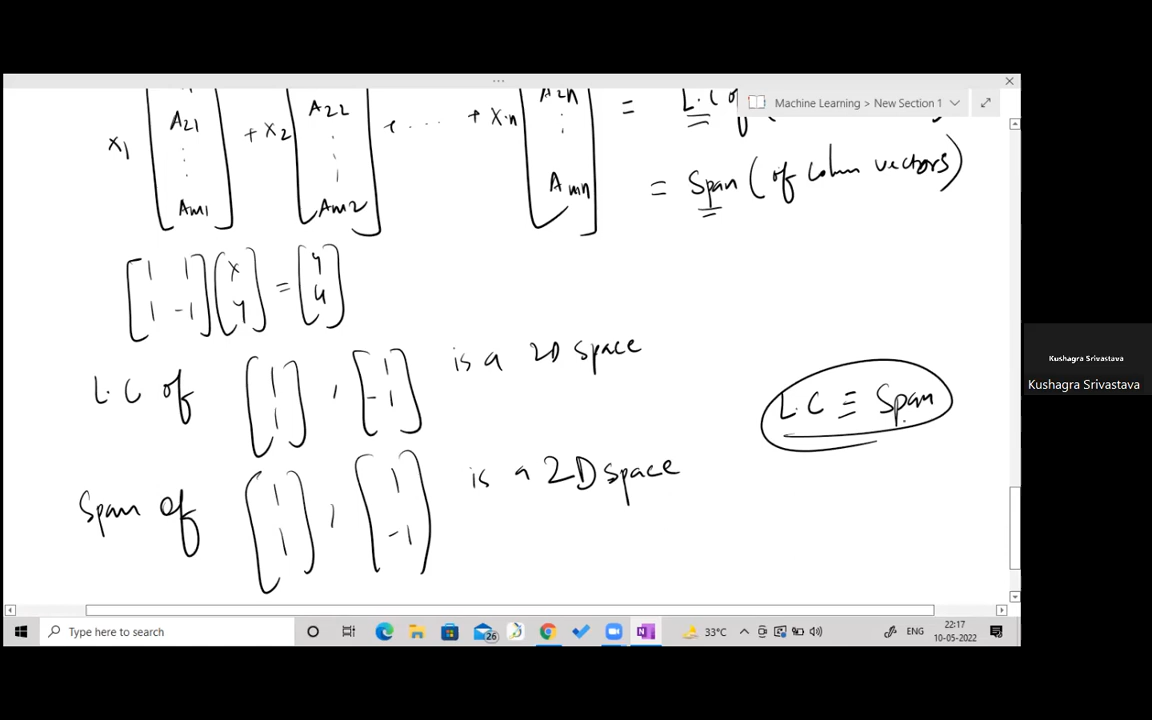 Machine Learning > New Section 1
x1 [ A21 ⋮ Am1 ] + x2 [ A22 ⋮ Am2 ] + .... + xn [ A2n ⋮ Amn ] = L.C of
= Span ( of column vectors )
[ 1 1 ; 1 -1 ] ( x ; y ) = [ 4 ; 4 ]
L.C of [ 1 ; 1 ] , [ 1 ; -1 ] is a 2D space
L.C ≡ Span
Span of ( 1 ; 1 ) , ( 1 ; -1 ) is a 2D space
Kushagra Srivastava
Kushagra Srivastava
Type here to search
26
33°C
ENG
22:17
10-05-2022